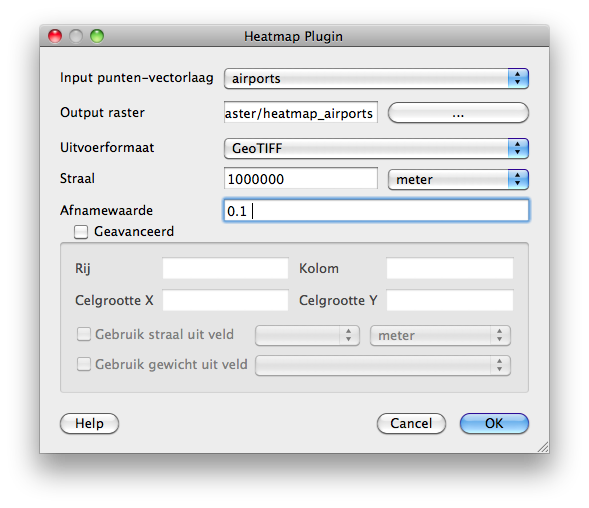 Heatmap Plugin
Input punten-vectorlaag airports
Output raster aster/heatmap_airports ...
Uitvoerformaat GeoTIFF
Straal 1000000 meter
Afnamewaarde 0.1
Geavanceerd
Rij Kolom
Celgrootte X Celgrootte Y
Gebruik straal uit veld meter
Gebruik gewicht uit veld
Help Cancel OK